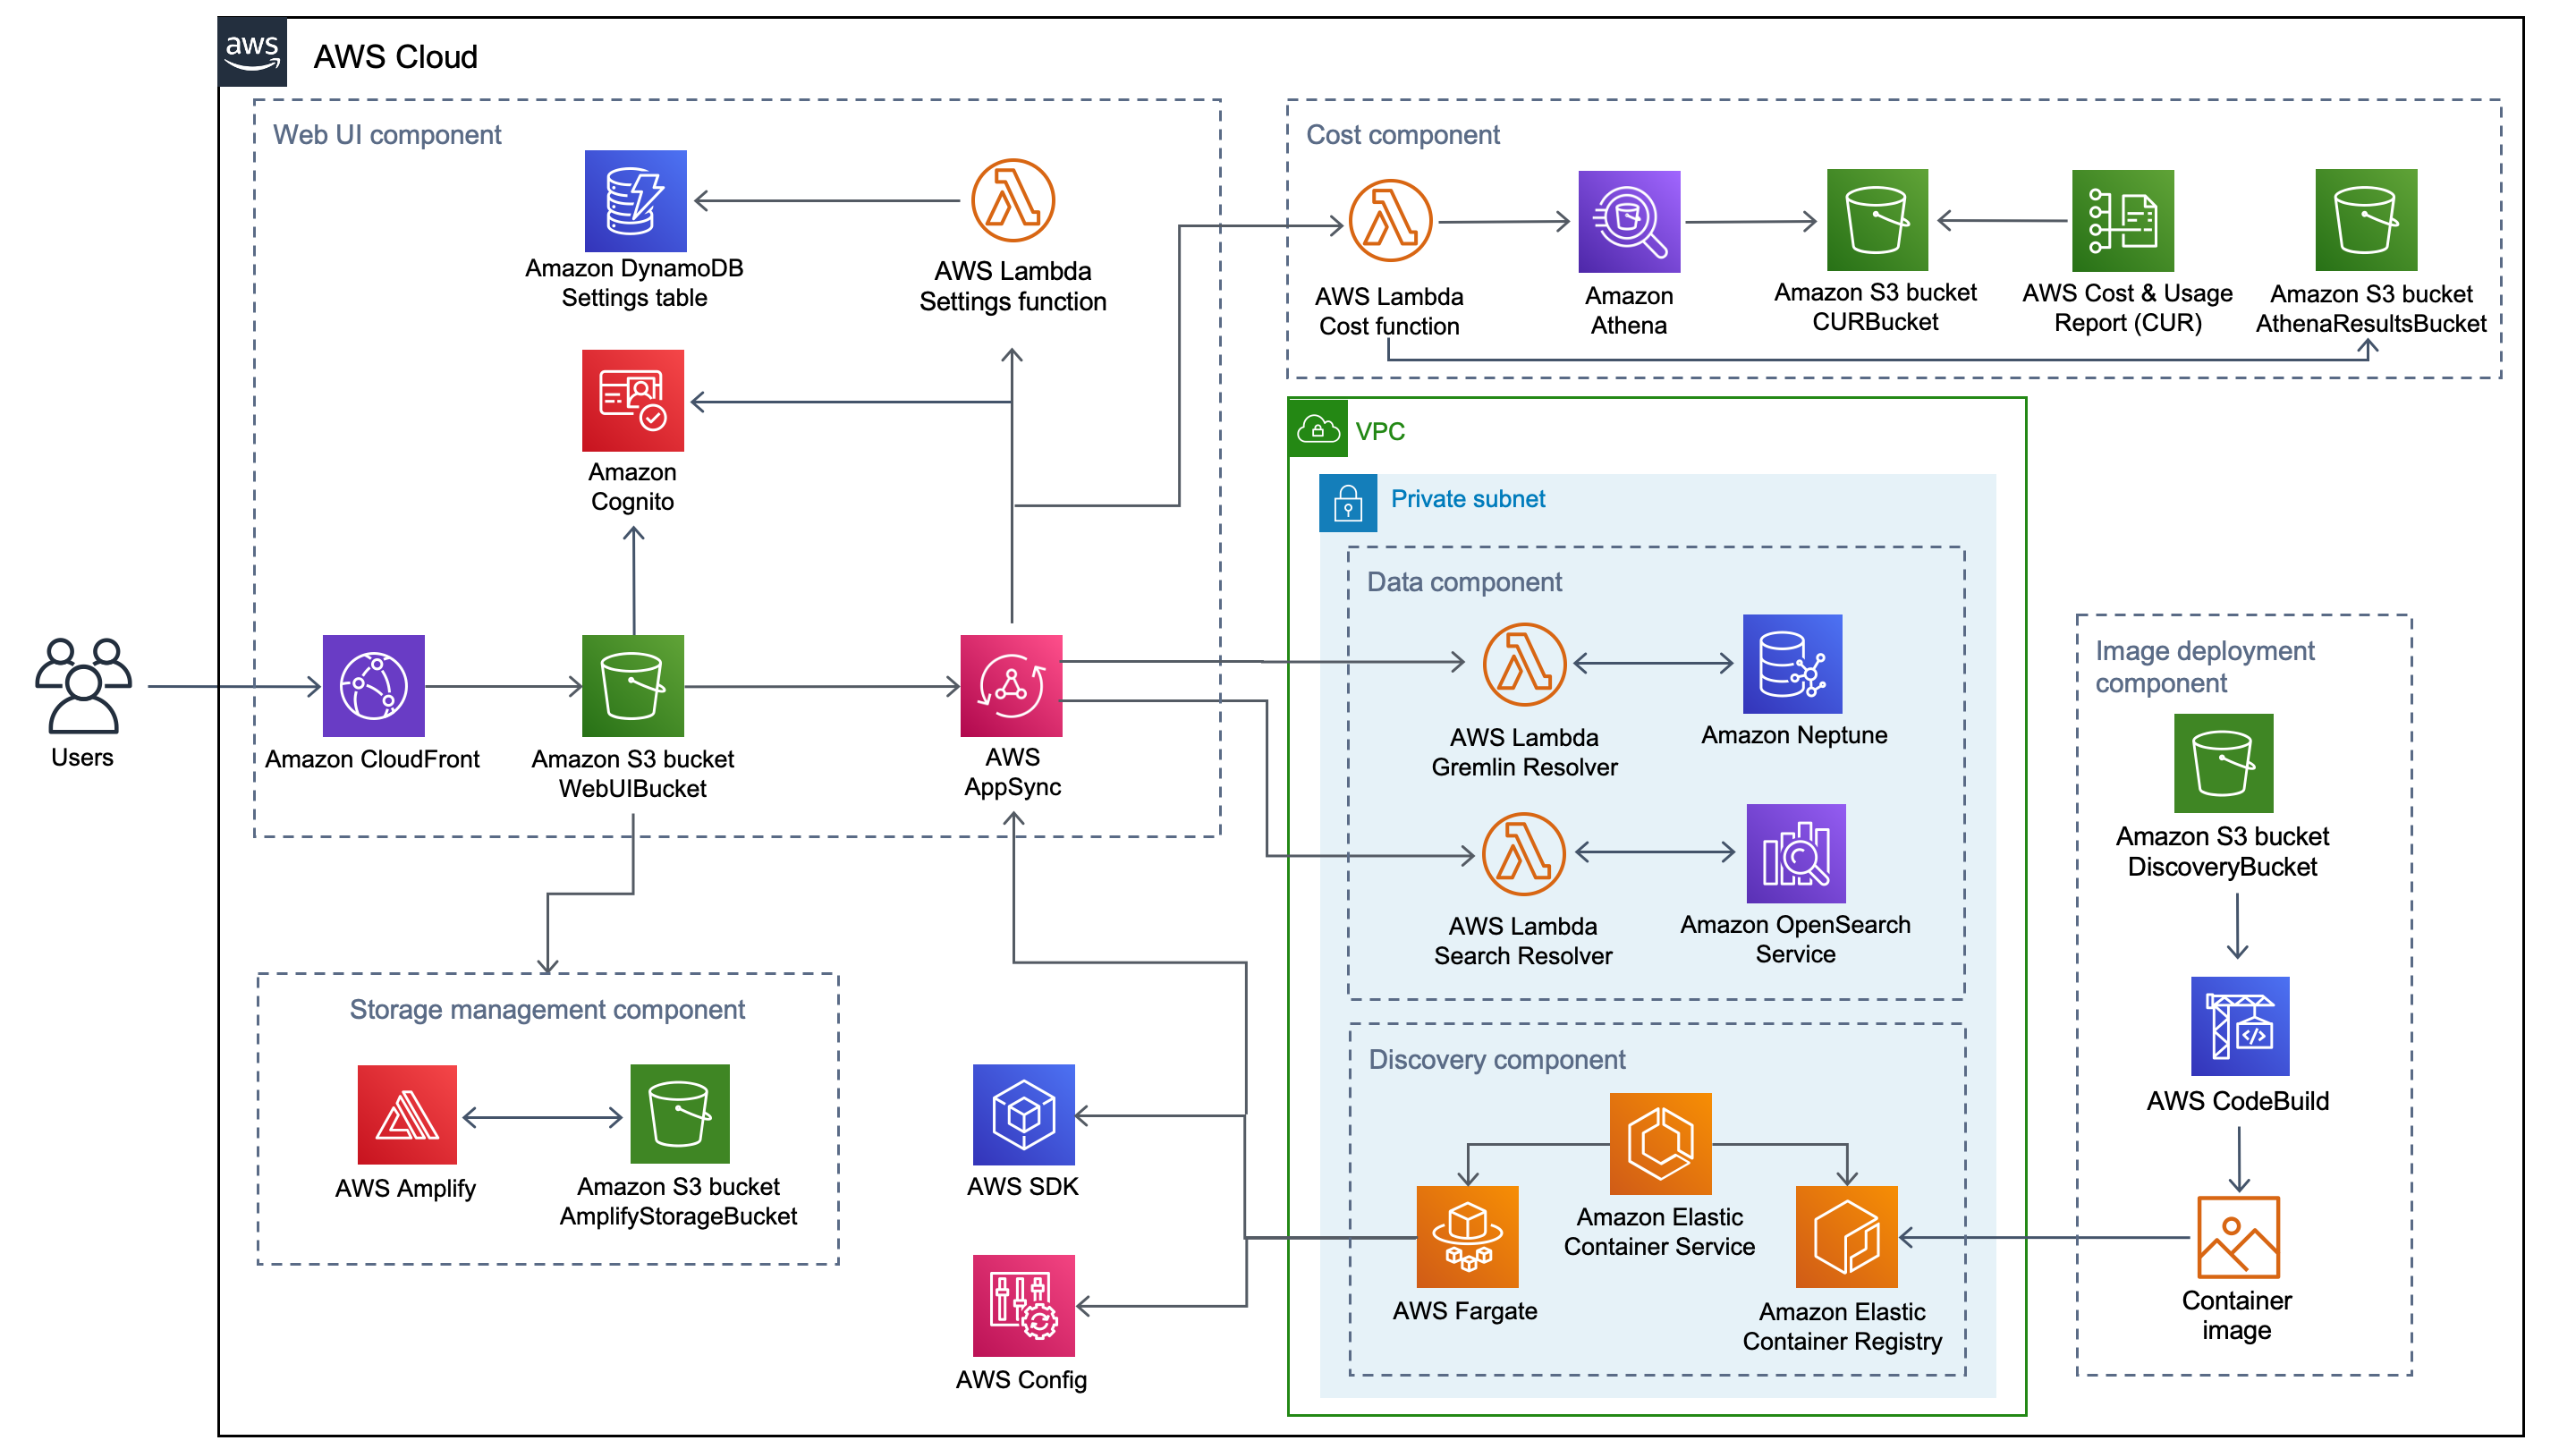 aws
AWS Cloud
Web UI component
Amazon DynamoDB
Settings table
AWS Lambda
Settings function
Amazon
Cognito
Users
Amazon CloudFront
Amazon S3 bucket
WebUIBucket
AWS
AppSync
Cost component
AWS Lambda
Cost function
Amazon
Athena
Amazon S3 bucket
CURBucket
AWS Cost & Usage
Report (CUR)
Amazon S3 bucket
AthenaResultsBucket
VPC
Private subnet
Data component
AWS Lambda
Gremlin Resolver
Amazon Neptune
AWS Lambda
Search Resolver
Amazon OpenSearch
Service
Image deployment
component
Amazon S3 bucket
DiscoveryBucket
</>
AWS CodeBuild
Container
image
Storage management component
AWS Amplify
Amazon S3 bucket
AmplifyStorageBucket
AWS SDK
AWS Config
Discovery component
Amazon Elastic
Container Service
AWS Fargate
Amazon Elastic
Container Registry